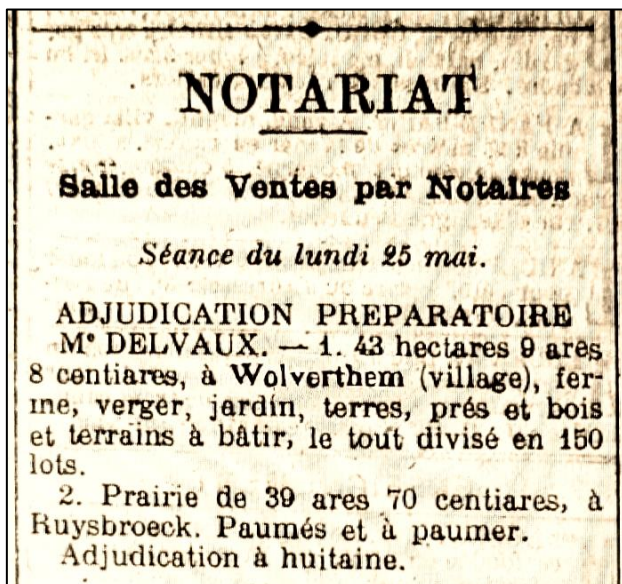 NOTARIAT
Salle des Ventes par Notaires
Séance du lundi 25 mai.
ADJUDICATION PREPARATOIRE
Mᵉ DELVAUX. — 1. 43 hectares 9 ares
8 centiares, à Wolverthem (village), fer-
me, verger, jardin, terres, prés et bois
et terrains à bâtir, le tout divisé en 150
lots.
2. Prairie de 39 ares 70 centiares, à
Ruysbroeck. Paumés et à paumer.
Adjudication à huitaine.